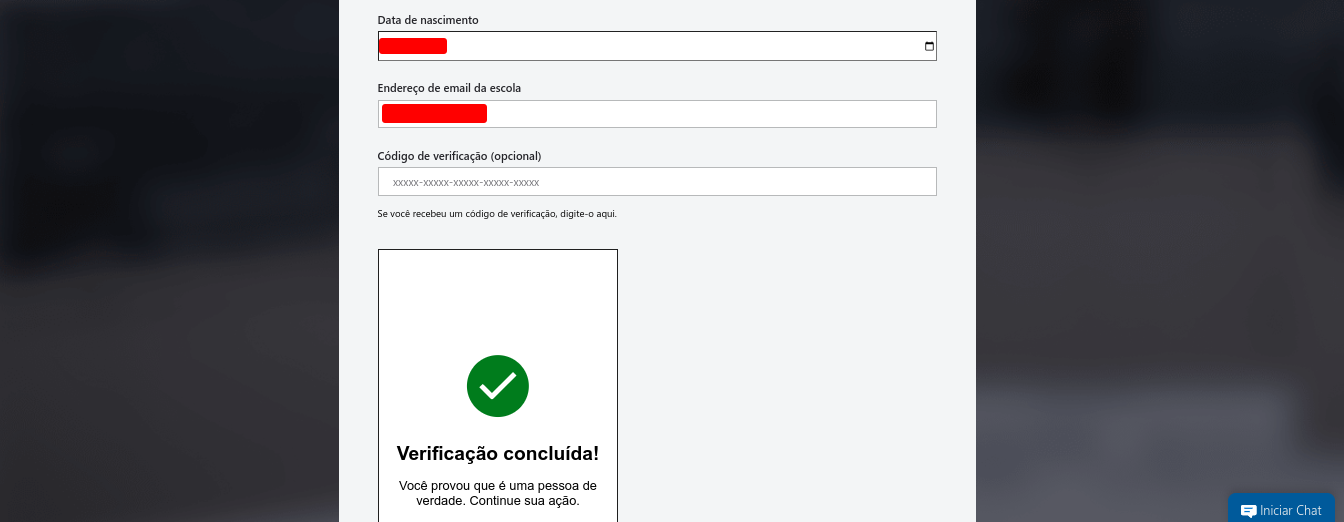 Data de nascimento
Endereço de email da escola
Código de verificação (opcional)
xxxxx-xxxxx-xxxxx-xxxxx-xxxxx
Se você recebeu um código de verificação, digite-o aqui.
Verificação concluída!
Você provou que é uma pessoa de
verdade. Continue sua ação.
Iniciar Chat